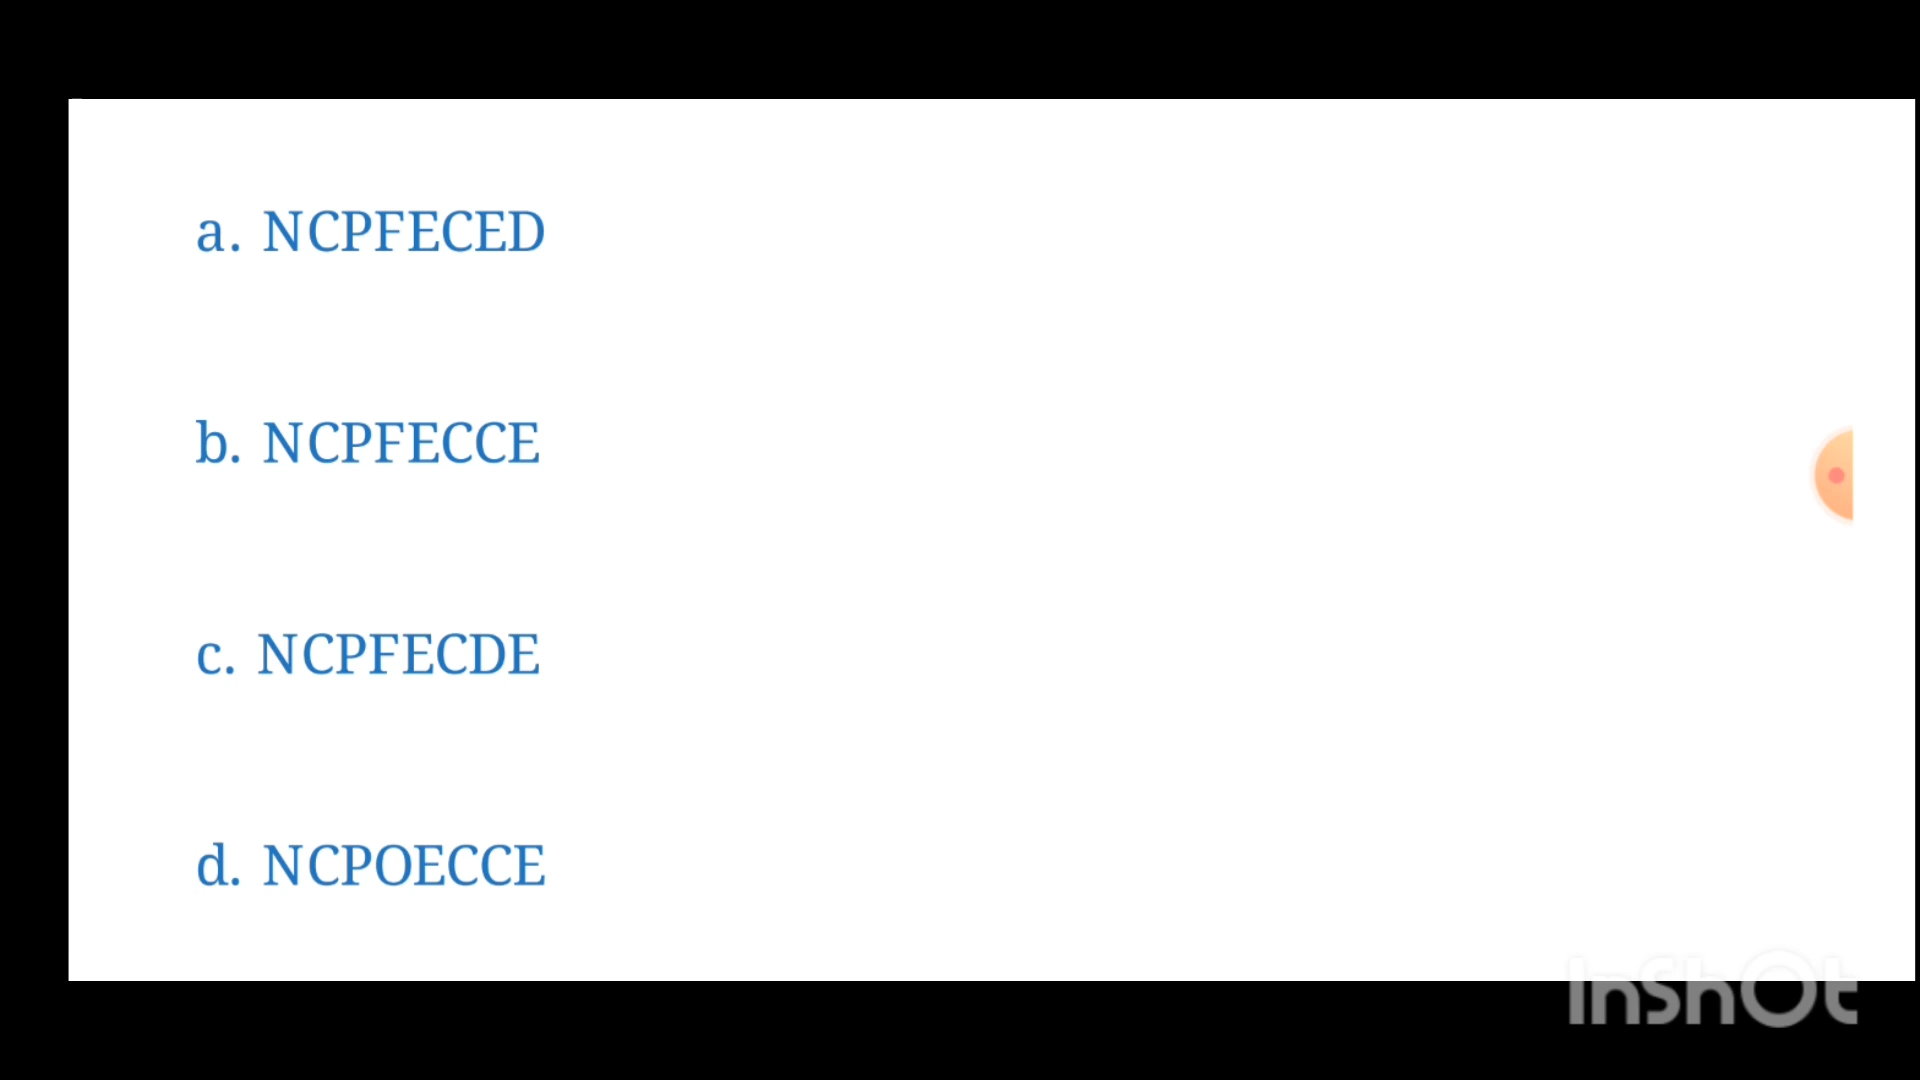 a. NCPFECED
b. NCPFECCE
c. NCPFECDE
d. NCPOECCE
InShOt